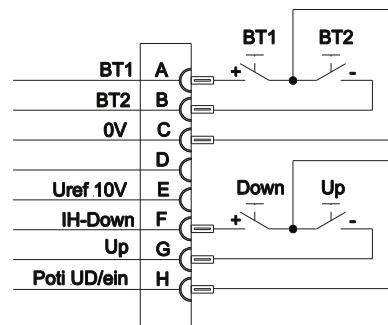 BT1 BT2
BT1 A + -
BT2 B
0V C
D
Uref 10V E Down Up
IH-Down F + -
Up G
Poti UD/ein H